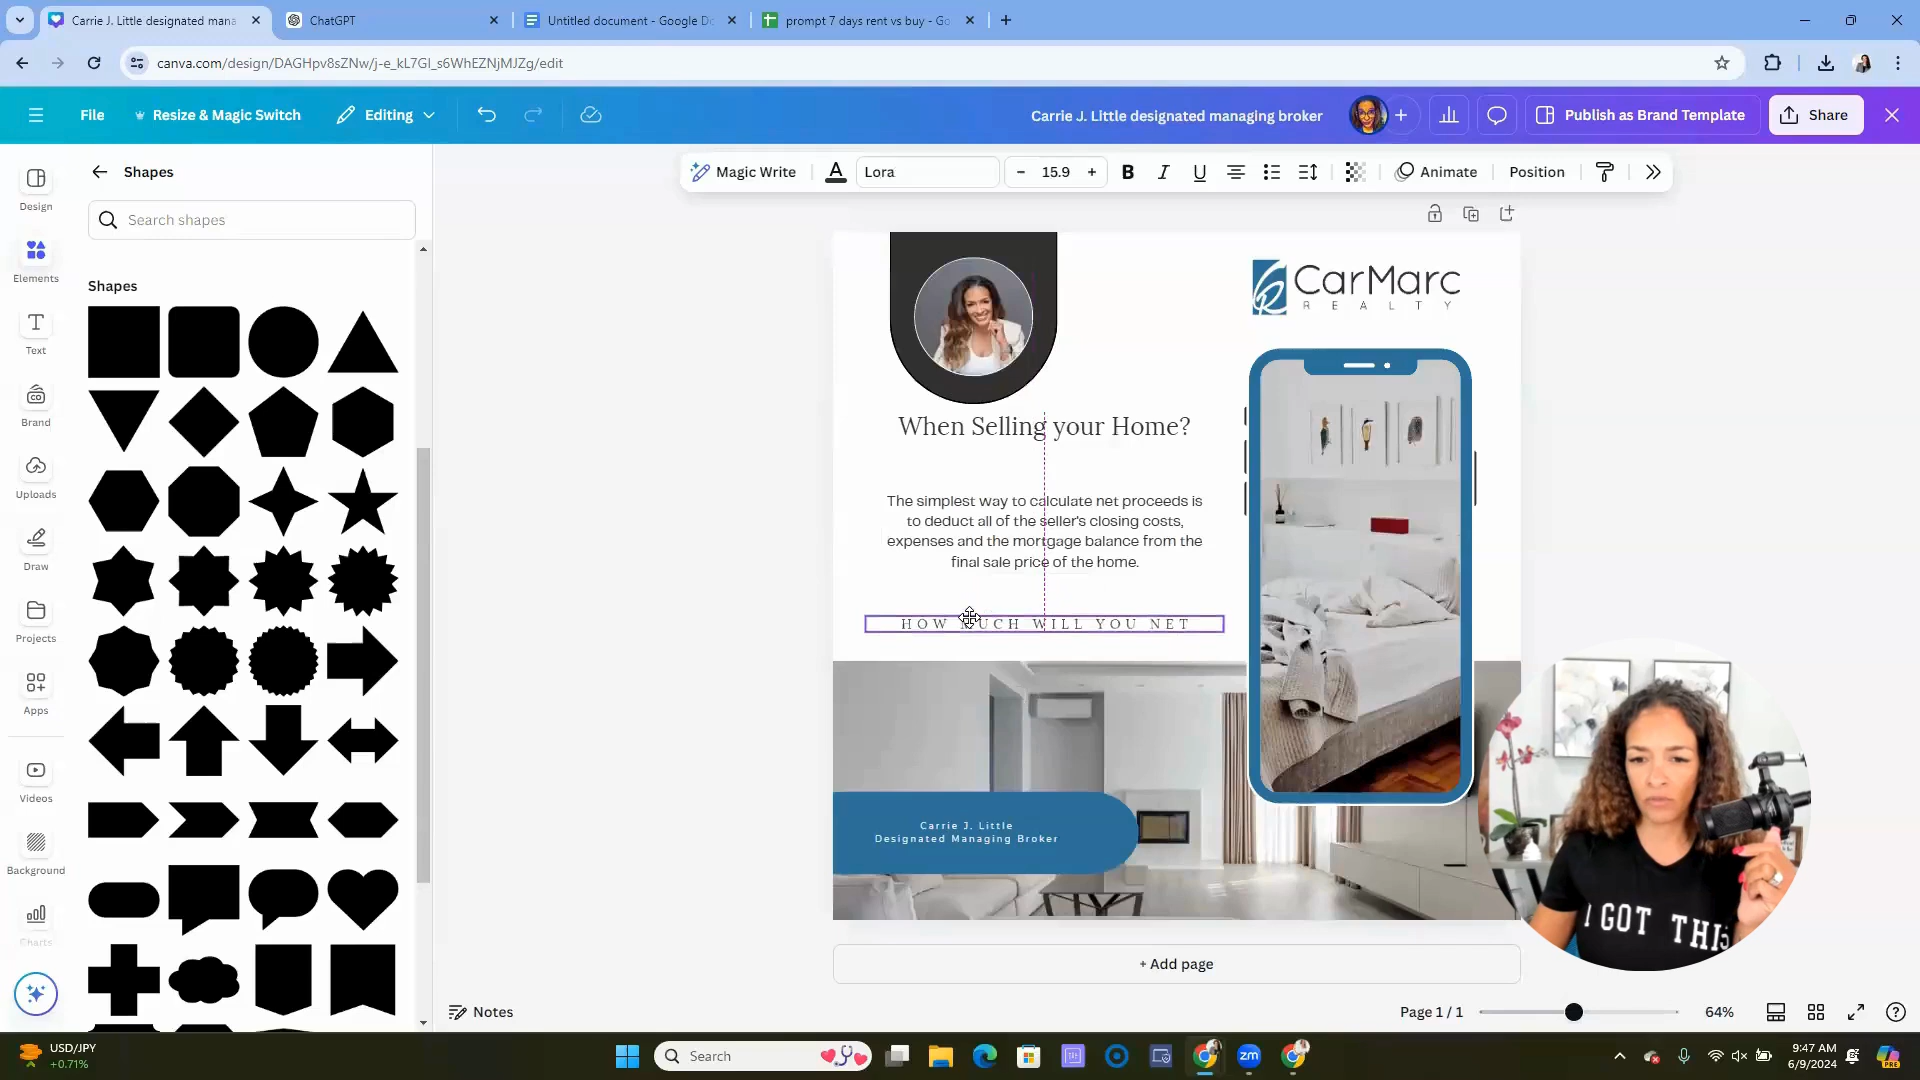 Carrie J. Little designated mana
ChatGPT
Untitled document - Google Do
prompt 7 days rent vs buy - Go
canva.com/design/DAGHpv8sZNw/j-e_kL7Gl_s6WhEZNjMJZg/edit
File
Resize & Magic Switch
Editing
Carrie J. Little designated managing broker
Publish as Brand Template
Share
Shapes
Magic Write
Lora
15.9
Animate
Position
Design
Search shapes
Elements
Shapes
Text
Brand
Uploads
Draw
Projects
Apps
Videos
Background
Charts
CarMarc
REALTY
When Selling your Home?
The simplest way to calculate net proceeds is
to deduct all of the seller's closing costs,
expenses and the mortgage balance from the
final sale price of the home.
HOW MUCH WILL YOU NET
Carrie J. Little
Designated Managing Broker
I GOT THIS
+ Add page
Notes
Page 1 / 1
64%
USD/JPY
+0.71%
Search
9:47 AM
6/9/2024
PRE